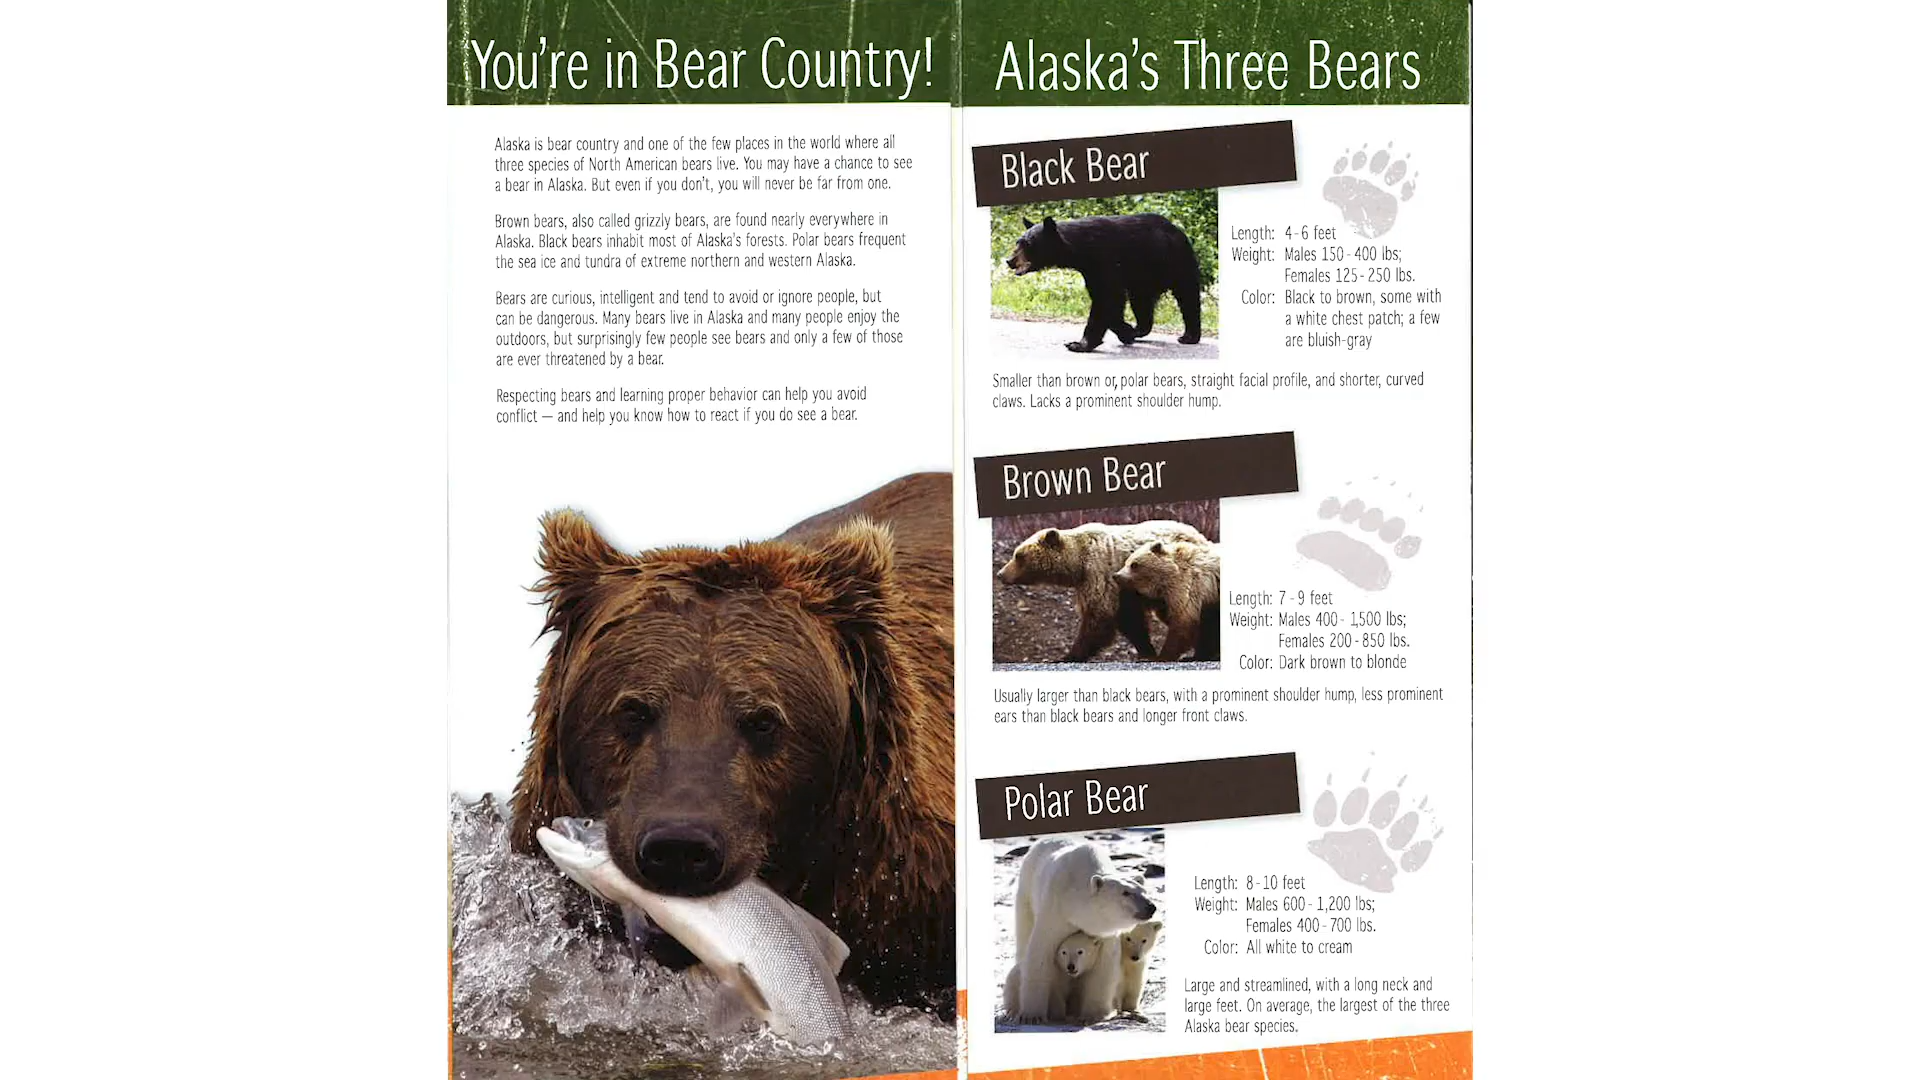 You're in Bear Country!
Alaska is bear country and one of the few places in the world where all
three species of North American bears live. You may have a chance to see
a bear in Alaska. But even if you don't, you will never be far from one.
Brown bears, also called grizzly bears, are found nearly everywhere in
Alaska. Black bears inhabit most of Alaska's forests. Polar bears frequent
the sea ice and tundra of extreme northern and western Alaska.
Bears are curious, intelligent and tend to avoid or ignore people, but
can be dangerous. Many bears live in Alaska and many people enjoy the
outdoors, but surprisingly few people see bears and only a few of those
are ever threatened by a bear.
Respecting bears and learning proper behavior can help you avoid
conflict — and help you know how to react if you do see a bear.
Alaska's Three Bears
Black Bear
Length: 4-6 feet
Weight: Males 150-400 lbs;
Females 125-250 lbs.
Color: Black to brown, some with
a white chest patch; a few
are bluish-gray
Smaller than brown or polar bears, straight facial profile, and shorter, curved
claws. Lacks a prominent shoulder hump.
Brown Bear
Length: 7-9 feet
Weight: Males 400-1,500 lbs;
Females 200-850 lbs.
Color: Dark brown to blonde
Usually larger than black bears, with a prominent shoulder hump, less prominent
ears than black bears and longer front claws.
Polar Bear
Length: 8-10 feet
Weight: Males 600-1,200 lbs;
Females 400-700 lbs.
Color: All white to cream
Large and streamlined, with a long neck and
large feet. On average, the largest of the three
Alaska bear species.